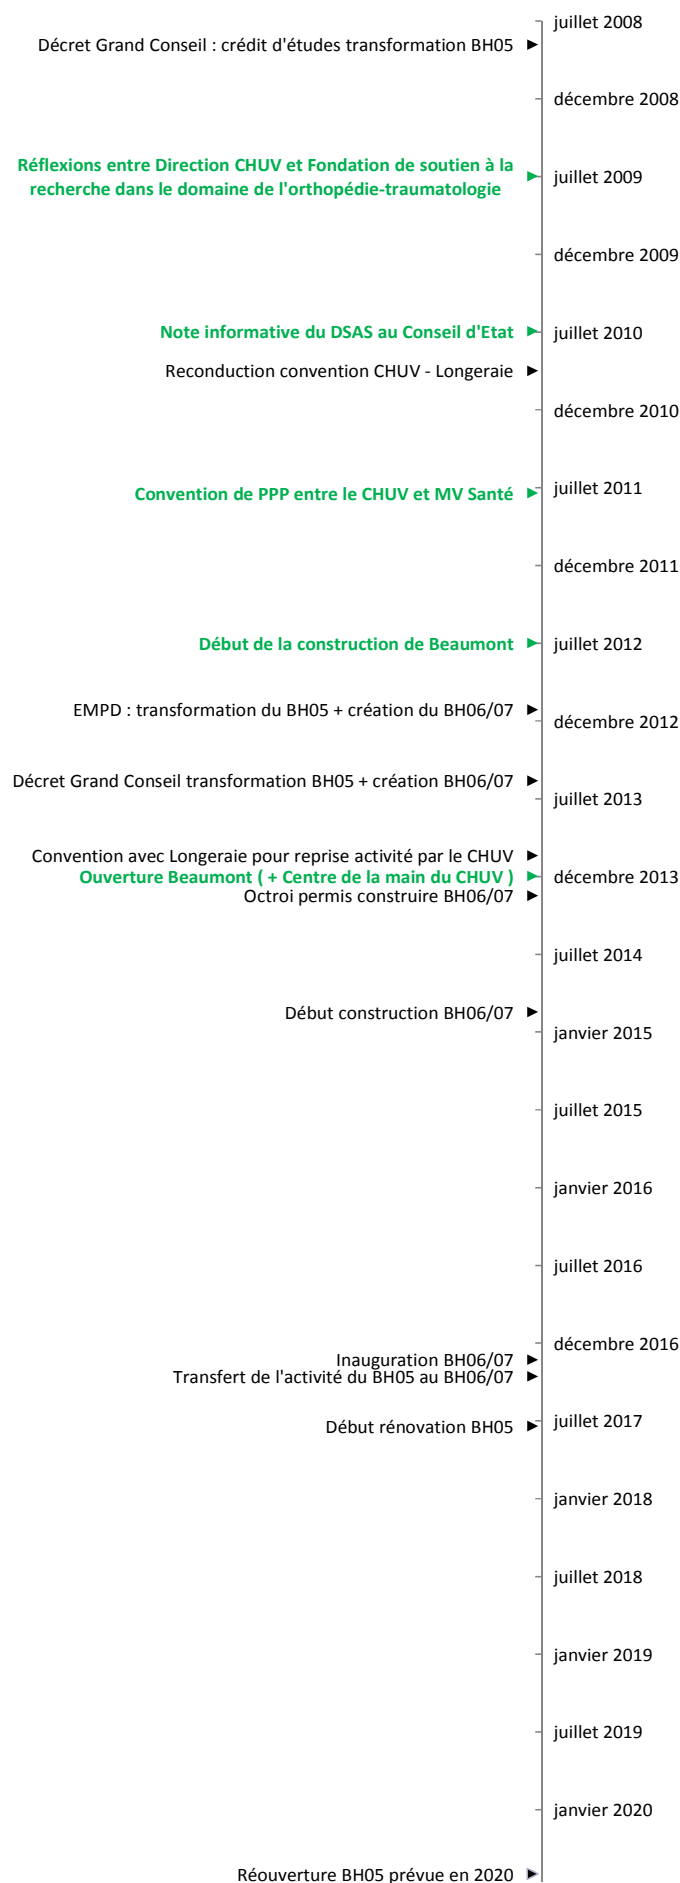 juillet 2008
Décret Grand Conseil : crédit d'études transformation BH05
décembre 2008
Réflexions entre Direction CHUV et Fondation de soutien à la
recherche dans le domaine de l'orthopédie-traumatologie
juillet 2009
décembre 2009
Note informative du DSAS au Conseil d'Etat
juillet 2010
Reconduction convention CHUV - Longeraie
décembre 2010
juillet 2011
Convention de PPP entre le CHUV et MV Santé
décembre 2011
Début de la construction de Beaumont
juillet 2012
EMPD : transformation du BH05 + création du BH06/07
décembre 2012
Décret Grand Conseil transformation BH05 + création BH06/07
juillet 2013
Convention avec Longeraie pour reprise activité par le CHUV
Ouverture Beaumont ( + Centre de la main du CHUV )
décembre 2013
Octroi permis construire BH06/07
juillet 2014
Début construction BH06/07
janvier 2015
juillet 2015
janvier 2016
juillet 2016
décembre 2016
Inauguration BH06/07
Transfert de l'activité du BH05 au BH06/07
juillet 2017
Début rénovation BH05
janvier 2018
juillet 2018
janvier 2019
juillet 2019
janvier 2020
Réouverture BH05 prévue en 2020